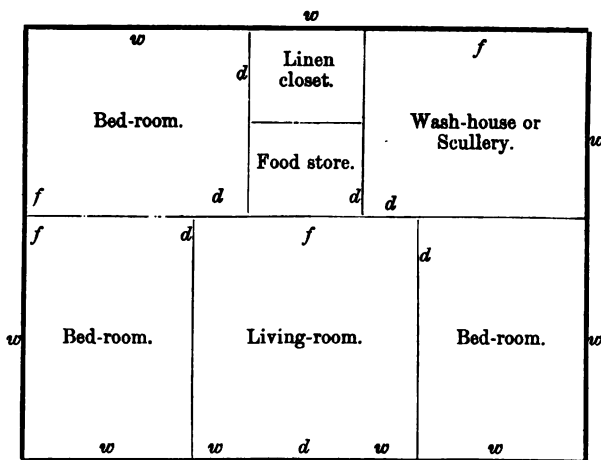 w
w f
Linen
d closet.
Bed-room. Wash-house or
w
Scullery.
Food store.
f d d d
f d f d
w Bed-room. Living-room. Bed-room. w
w w d w w